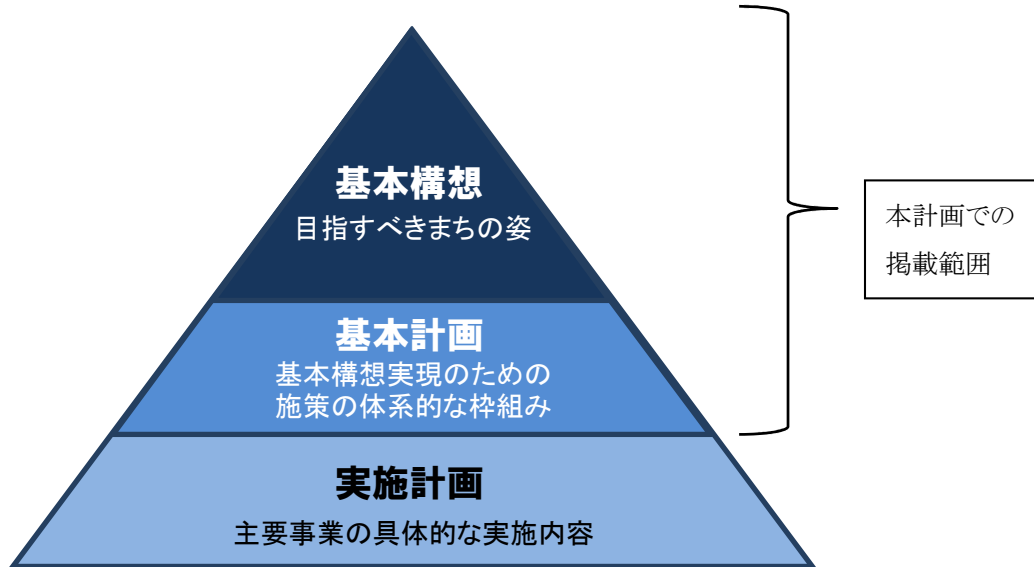 基本構想
目指すべきまちの姿
基本計画
基本構想実現のための
施策の体系的な枠組み
実施計画
主要事業の具体的な実施内容
本計画での
掲載範囲